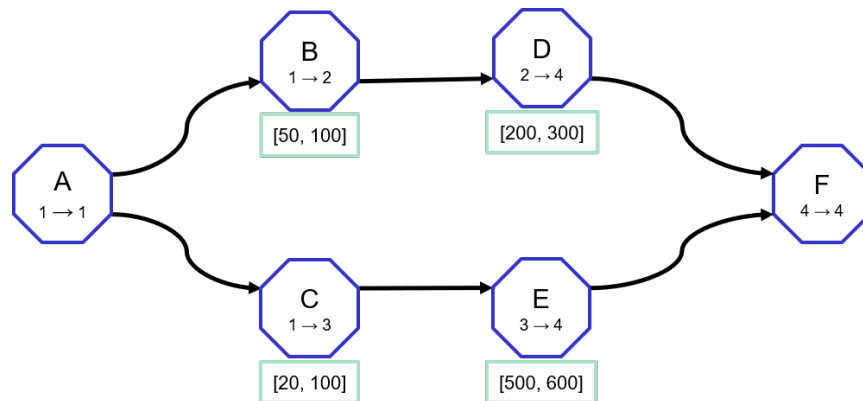 B
1 → 2
[50, 100]
D
2 → 4
[200, 300]
A
1 → 1
F
4 → 4
C
1 → 3
[20, 100]
E
3 → 4
[500, 600]